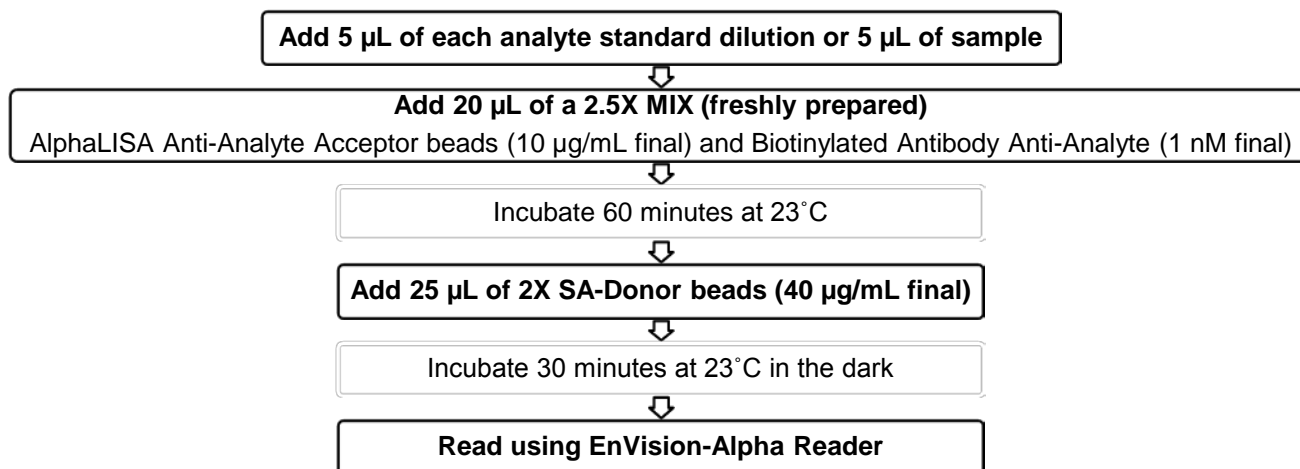 Add 5 µL of each analyte standard dilution or 5 µL of sample
Add 20 µL of a 2.5X MIX (freshly prepared)
AlphaLISA Anti-Analyte Acceptor beads (10 µg/mL final) and Biotinylated Antibody Anti-Analyte (1 nM final)
Incubate 60 minutes at 23˚C
Add 25 µL of 2X SA-Donor beads (40 µg/mL final)
Incubate 30 minutes at 23˚C in the dark
Read using EnVision-Alpha Reader